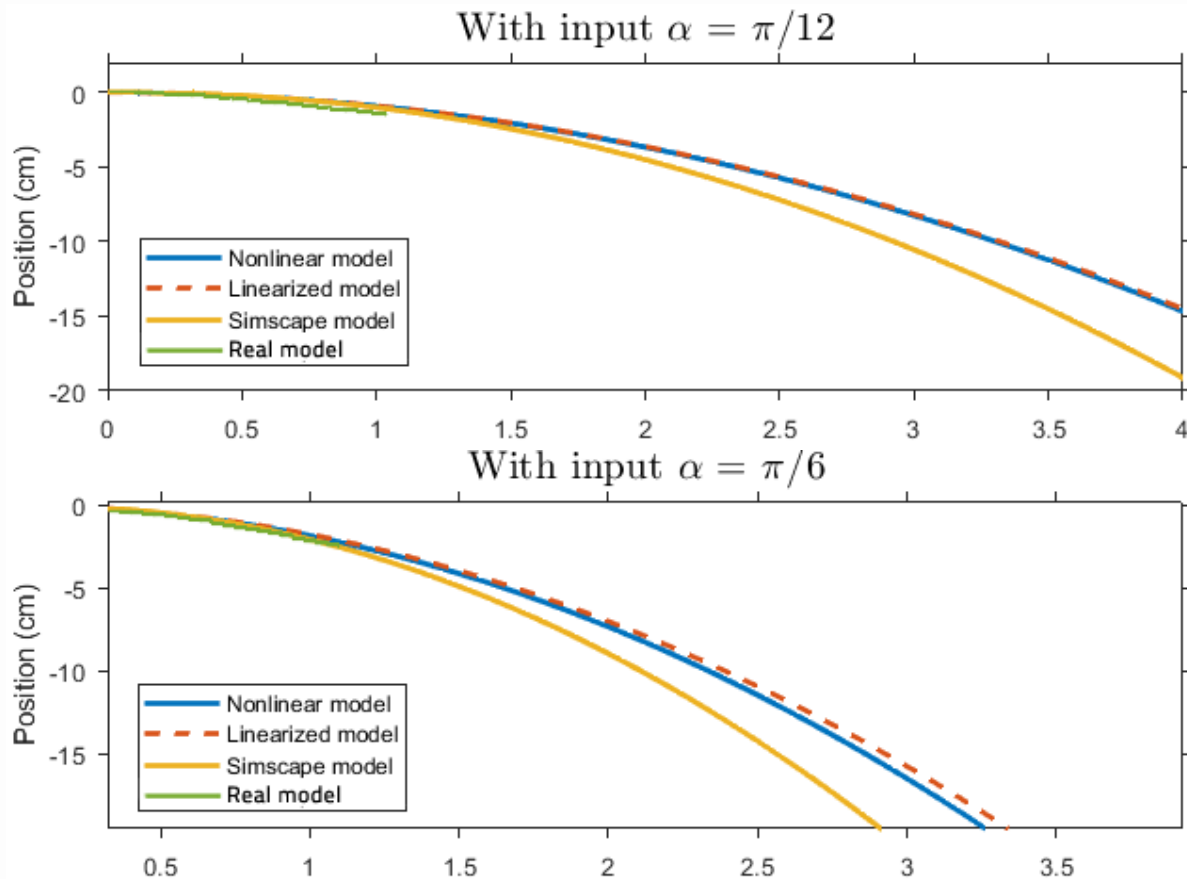 With input α = π/12
0
-5
-10
-15
-20
Position (cm)
Nonlinear model
Linearized model
Simscape model
Real model
0 0.5 1 1.5 2 2.5 3 3.5 4
With input α = π/6
0
-5
-10
-15
Position (cm)
Nonlinear model
Linearized model
Simscape model
Real model
0.5 1 1.5 2 2.5 3 3.5